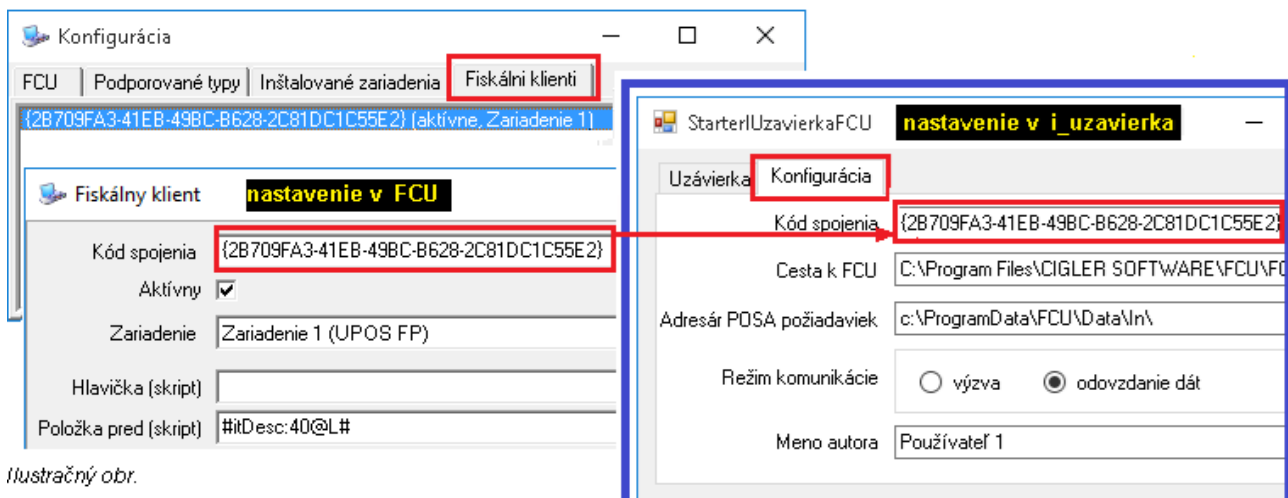 Konfigurácia
FCU Podporované typy Inštalované zariadenia Fiskálni klienti
{2B709FA3-41EB-49BC-B628-2C81DC1C55E2} (aktívne, Zariadenie 1)
Fiskálny klient nastavenie v FCU
Kód spojenia {2B709FA3-41EB-49BC-B628-2C81DC1C55E2}
Aktívny
Zariadenie Zariadenie 1 (UPOS FP)
Hlavička (skript)
Položka pred (skript) #itDesc:40@L#
Ilustračný obr.
StarterIUzavierkaFCU nastavenie v i_uzavierka
Uzávierka Konfigurácia
Kód spojenia {2B709FA3-41EB-49BC-B628-2C81DC1C55E2}
Cesta k FCU C:\Program Files\CIGLER SOFTWARE\FCU\FC
Adresár POSA požiadaviek c:\ProgramData\FCU\Data\In\
Režim komunikácie výzva odovzdanie dát
Meno autora Používateľ 1